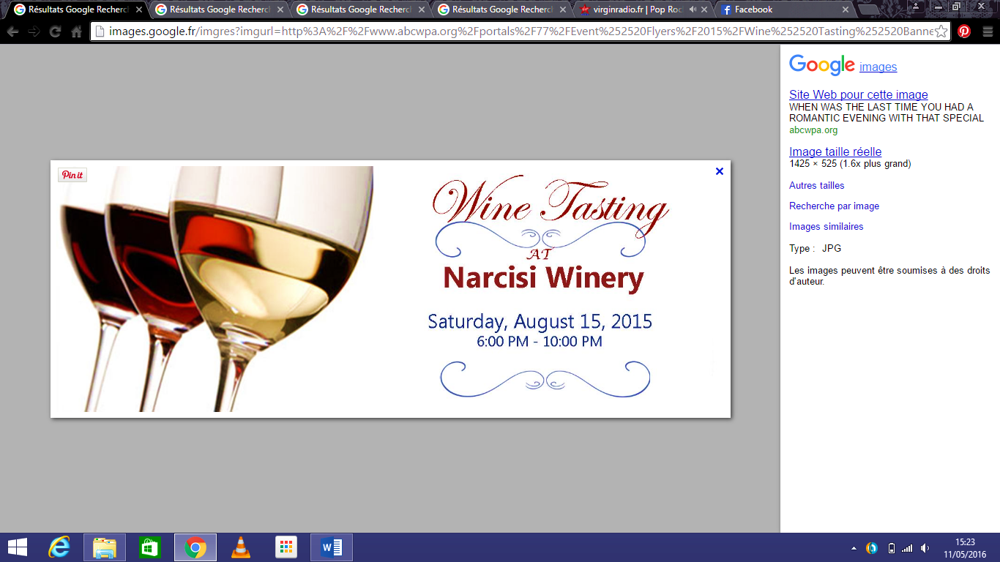 Résultats Google Recherch
Résultats Google Recherch
Résultats Google Recherch
Résultats Google Recherch
virginradio.fr | Pop Roc
Facebook
images.google.fr/imgres?imgurl=http%3A%2F%2Fwww.abcwpa.org%2Fportals%2F77%2FEvent%252520Flyers%2F2015%2FWine%252520Tasting%252520Banne
Google images
Site Web pour cette image
WHEN WAS THE LAST TIME YOU HAD A
ROMANTIC EVENING WITH THAT SPECIAL
abcwpa.org
Image taille réelle
1425 × 525 (1.6x plus grand)
Autres tailles
Recherche par image
Images similaires
Type : JPG
Les images peuvent être soumises à des droits
d'auteur.
Pin it
Wine Tasting
AT
Narcisi Winery
Saturday, August 15, 2015
6:00 PM - 10:00 PM
15:23
11/05/2016